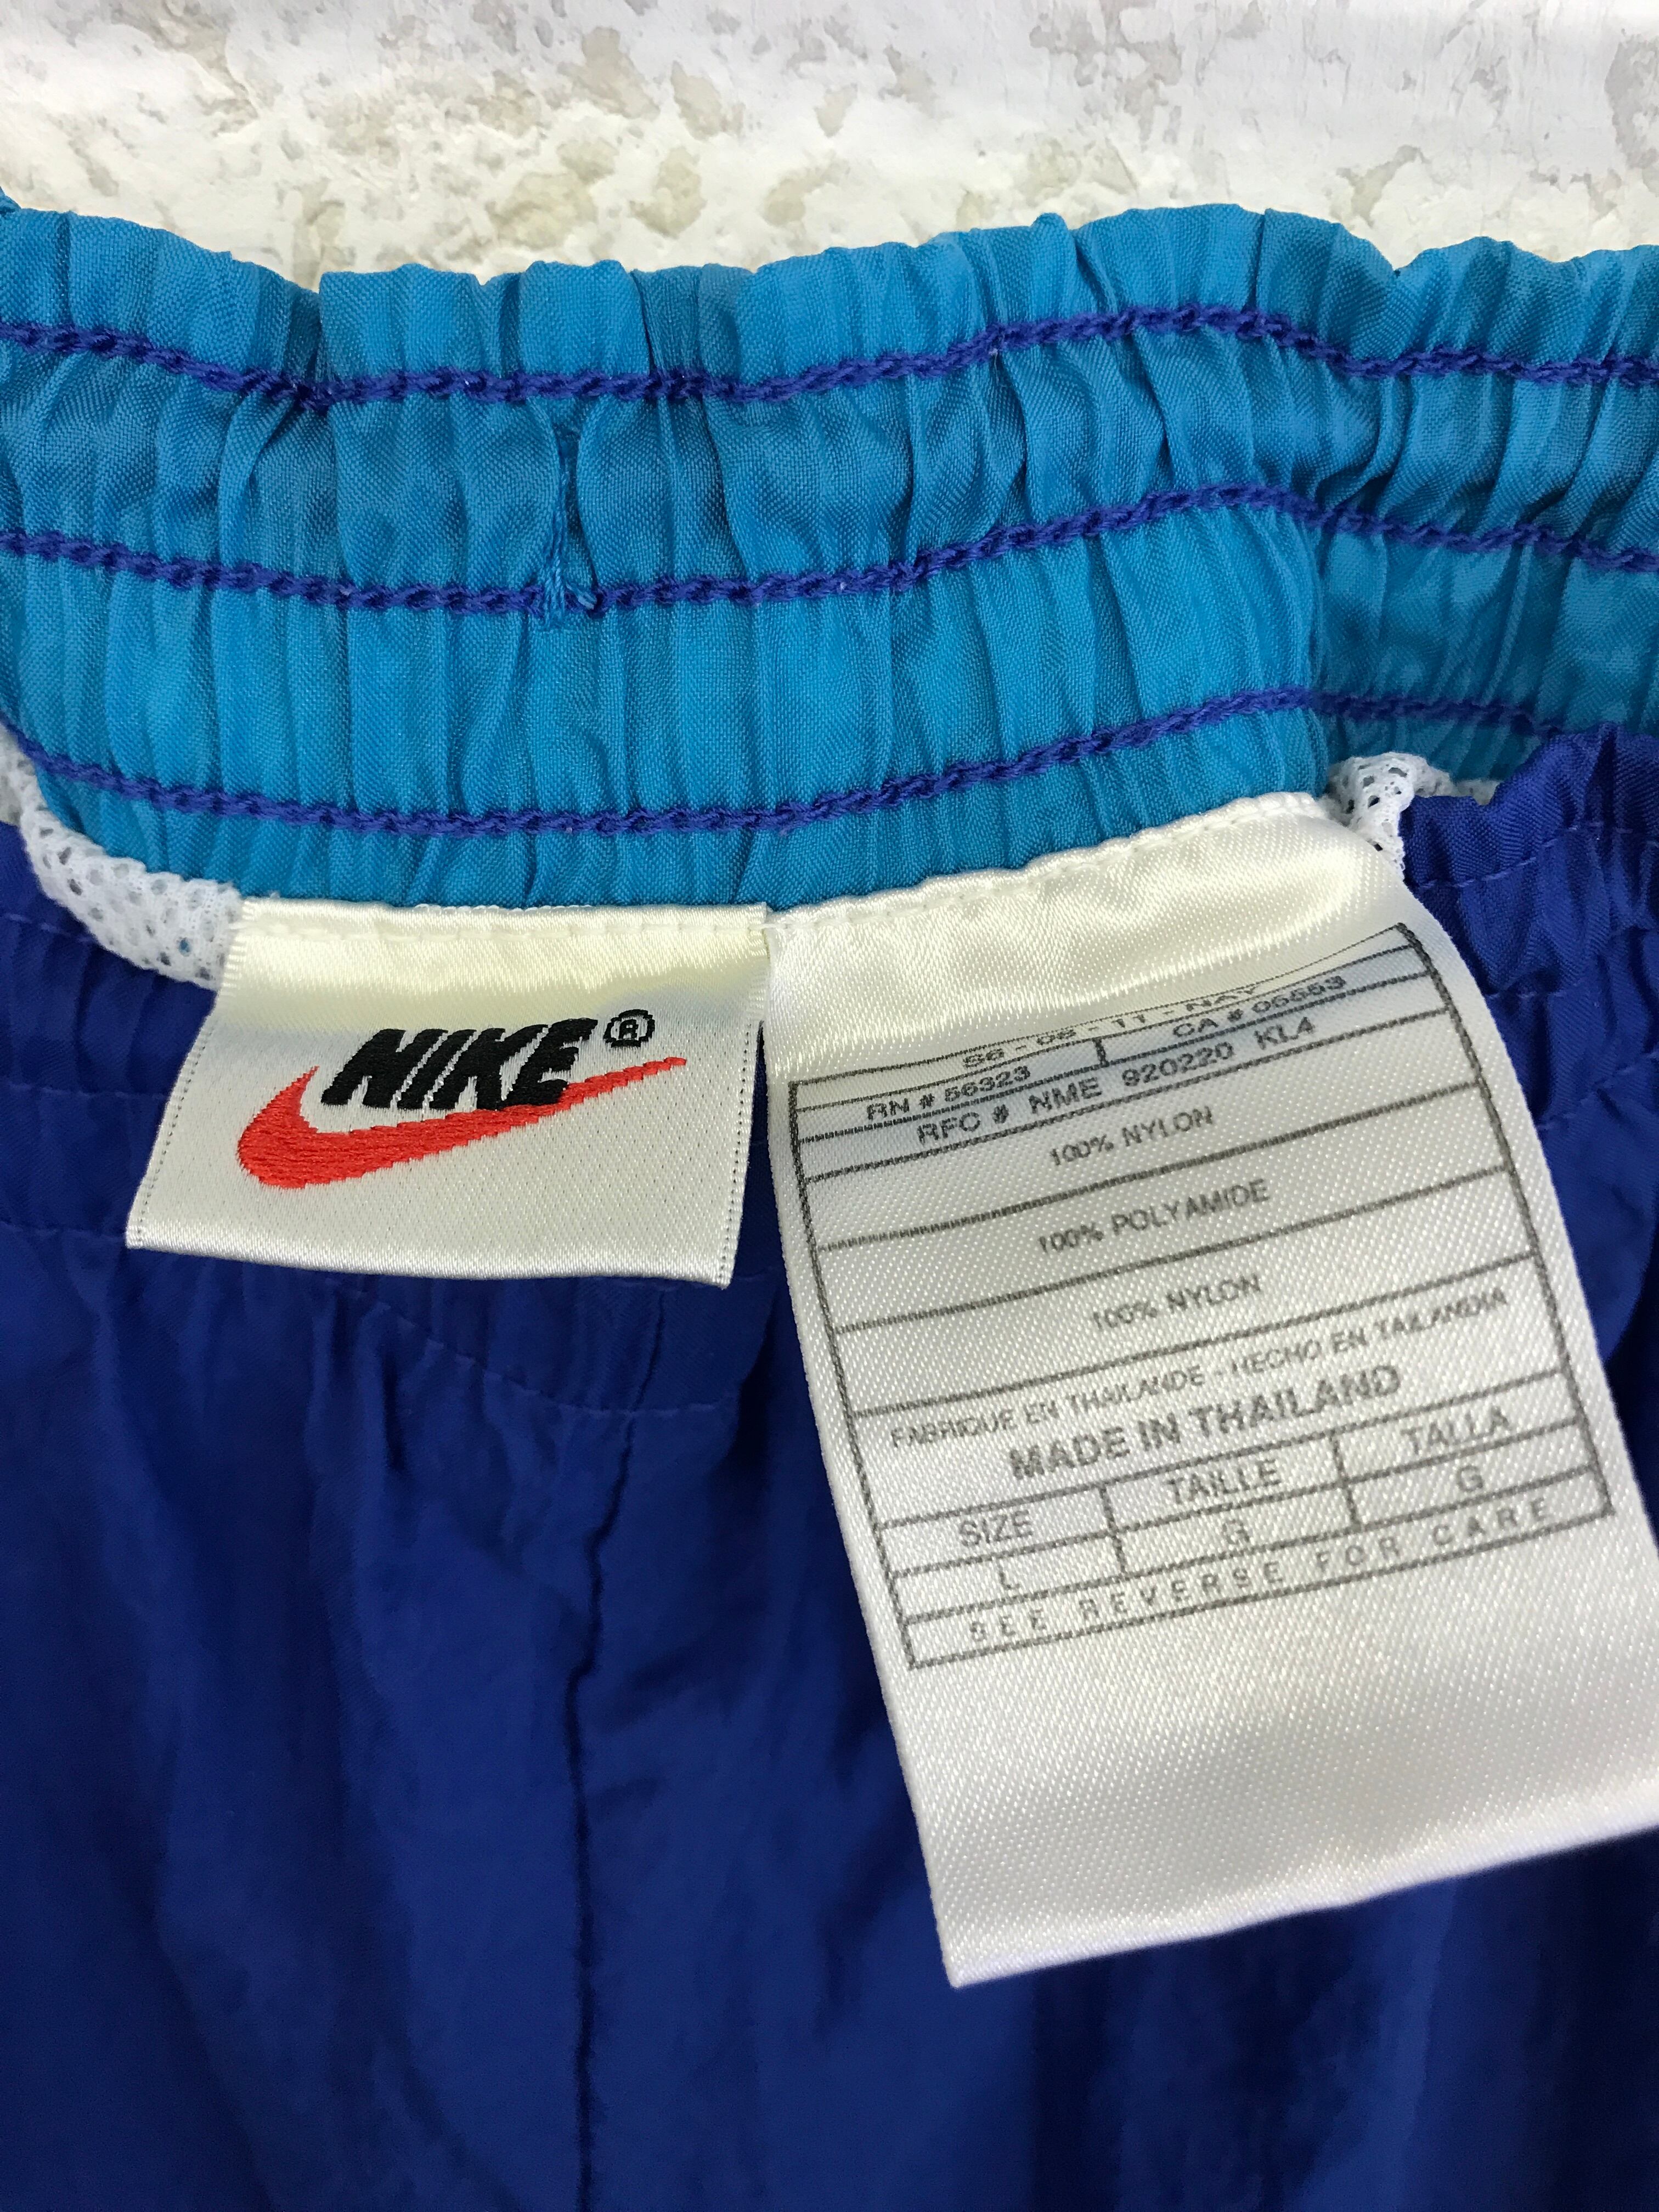 NIKE®
S6-08-11-NAY
RN # 56323 CA # 05553
RFC # NME 920220 KL4
100% NYLON
100% POLYAMIDE
100% NYLON
FABRIQUE EN THAILANDE - HECHO EN TAILANDIA
MADE IN THAILAND
SIZE TAILLE TALLA
L G G
SEE REVERSE FOR CARE